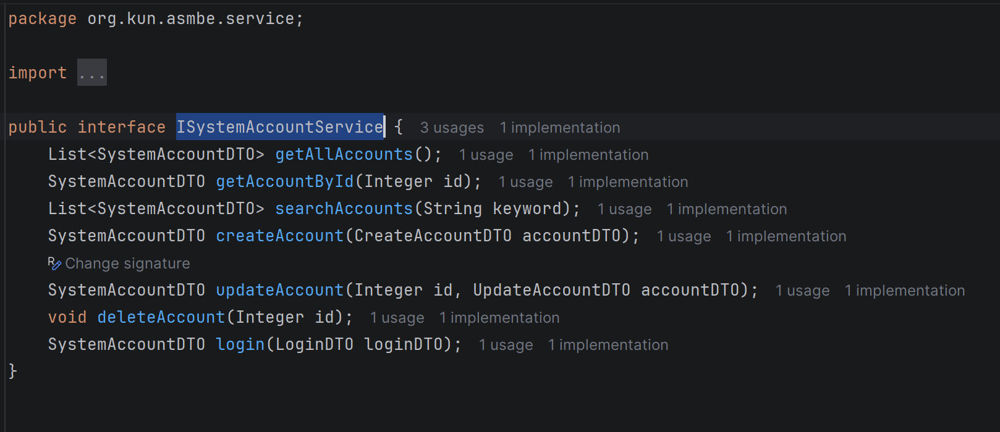 package org.kun.asmbe.service;
import ...
public interface ISystemAccountService { 3 usages 1 implementation
List<SystemAccountDTO> getAllAccounts(); 1 usage 1 implementation
SystemAccountDTO getAccountById(Integer id); 1 usage 1 implementation
List<SystemAccountDTO> searchAccounts(String keyword); 1 usage 1 implementation
SystemAccountDTO createAccount(CreateAccountDTO accountDTO); 1 usage 1 implementation
Change signature
SystemAccountDTO updateAccount(Integer id, UpdateAccountDTO accountDTO); 1 usage 1 implementation
void deleteAccount(Integer id); 1 usage 1 implementation
SystemAccountDTO login(LoginDTO loginDTO); 1 usage 1 implementation
}